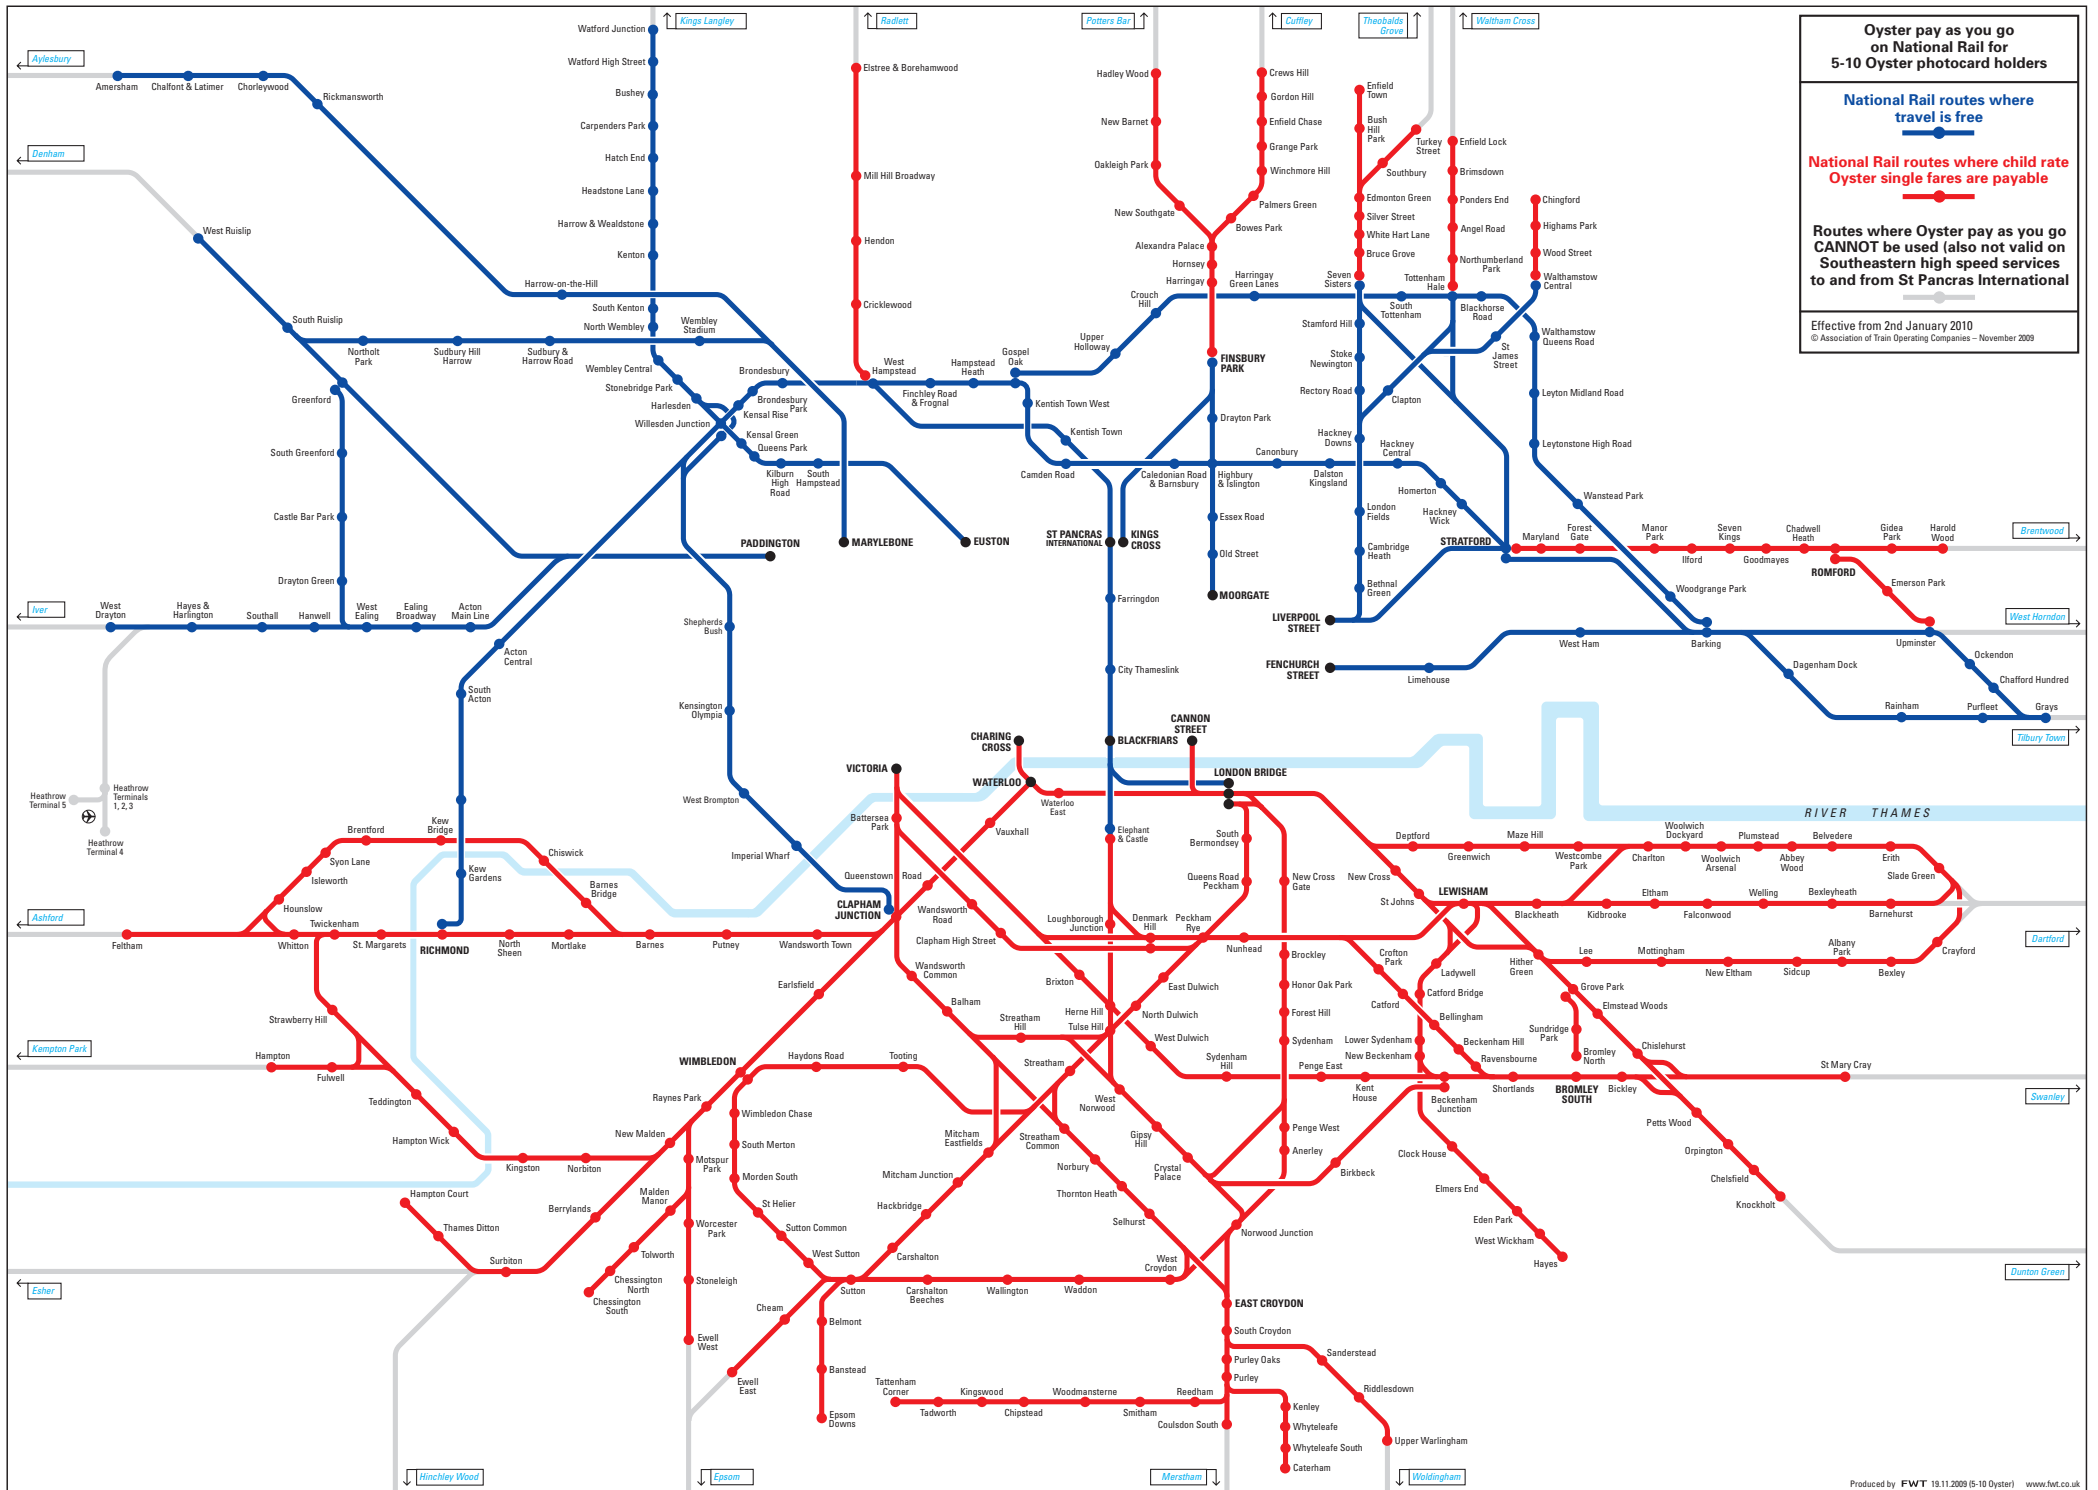 Kings Langley
Radlett
Potters Bar
Cuffley
Theobalds
Grove
Waltham Cross
Oyster pay as you go
on National Rail for
5-10 Oyster photocard holders
National Rail routes where
travel is free
National Rail routes where child rate
Oyster single fares are payable
Routes where Oyster pay as you go
CANNOT be used (also not valid on
Southeastern high speed services
to and from St Pancras International
Effective from 2nd January 2010
© Association of Train Operating Companies – November 2009
Aylesbury
Amersham
Chalfont & Latimer
Chorleywood
Rickmansworth
Denham
West Ruislip
South Ruislip
Harrow-on-the-Hill
Northolt
Park
Sudbury Hill
Harrow
Sudbury &
Harrow Road
Wembley
Stadium
Greenford
South Greenford
Castle Bar Park
Drayton Green
Watford Junction
Watford High Street
Bushey
Carpenders Park
Hatch End
Headstone Lane
Harrow & Wealdstone
Kenton
South Kenton
North Wembley
Wembley Central
Stonebridge Park
Harlesden
Willesden Junction
Kensal Green
Queens Park
Kilburn
High
Road
South
Hampstead
Brondesbury
Brondesbury
Park
Kensal Rise
Elstree & Borehamwood
Mill Hill Broadway
Hendon
Cricklewood
West
Hampstead
Finchley Road
& Frognal
Hampstead
Heath
Gospel
Oak
Upper
Holloway
Crouch
Hill
Harringay
Green Lanes
Kentish Town West
Kentish Town
Camden Road
Caledonian Road
& Barnsbury
Highbury
& Islington
Canonbury
Dalston
Kingsland
Hackney
Central
Homerton
Hackney
Wick
Hadley Wood
New Barnet
Oakleigh Park
New Southgate
Crews Hill
Gordon Hill
Enfield Chase
Grange Park
Winchmore Hill
Palmers Green
Bowes Park
Alexandra Palace
Hornsey
Harringay
FINSBURY
PARK
Drayton Park
Essex Road
Old Street
MOORGATE
Enfield
Town
Bush
Hill
Park
Turkey
Street
Southbury
Edmonton Green
Silver Street
White Hart Lane
Bruce Grove
Seven
Sisters
Stamford Hill
Stoke
Newington
Rectory Road
Hackney
Downs
London
Fields
Cambridge
Heath
Bethnal
Green
Enfield Lock
Brimsdown
Ponders End
Angel Road
Northumberland
Park
Tottenham
Hale
South
Tottenham
Blackhorse
Road
Chingford
Highams Park
Wood Street
Walthamstow
Central
Walthamstow
Queens Road
St
James
Street
Clapton
Leyton Midland Road
Leytonstone High Road
Wanstead Park
Woodgrange Park
STRATFORD
Maryland
Forest
Gate
Manor
Park
Ilford
Seven
Kings
Goodmayes
Chadwell
Heath
ROMFORD
Gidea
Park
Harold
Wood
Brentwood
Emerson Park
West Horndon
Upminster
Ockendon
Chafford Hundred
Grays
Purfleet
Rainham
Dagenham Dock
Barking
West Ham
Limehouse
Tilbury Town
PADDINGTON
MARYLEBONE
EUSTON
ST PANCRAS
INTERNATIONAL
KINGS
CROSS
LIVERPOOL
STREET
FENCHURCH
STREET
Iver
West
Drayton
Hayes &
Harlington
Southall
Hanwell
West
Ealing
Ealing
Broadway
Acton
Main Line
Acton
Central
South
Acton
Shepherds
Bush
Kensington
Olympia
West Brompton
Imperial Wharf
CLAPHAM
JUNCTION
Farringdon
City Thameslink
BLACKFRIARS
CANNON
STREET
CHARING
CROSS
WATERLOO
Waterloo
East
LONDON BRIDGE
VICTORIA
Battersea
Park
Vauxhall
Queenstown Road
Wandsworth
Road
Clapham High Street
Elephant
& Castle
Loughborough
Junction
Denmark
Hill
Peckham
Rye
Nunhead
South
Bermondsey
Queens Road
Peckham
New Cross
Gate
Brockley
Honor Oak Park
Forest Hill
Sydenham
Penge West
Anerley
Heathrow
Terminal 5
Heathrow
Terminals
1, 2, 3
Heathrow
Terminal 4
Brentford
Kew
Bridge
Syon Lane
Isleworth
Hounslow
Chiswick
Barnes
Bridge
Kew
Gardens
Ashford
Feltham
Whitton
Twickenham
St. Margarets
RICHMOND
North
Sheen
Mortlake
Barnes
Putney
Wandsworth Town
RIVER THAMES
Deptford
Greenwich
Maze Hill
Westcombe
Park
Charlton
Woolwich
Dockyard
Woolwich
Arsenal
Plumstead
Abbey
Wood
Belvedere
Erith
Slade Green
New Cross
St Johns
LEWISHAM
Blackheath
Kidbrooke
Eltham
Falconwood
Welling
Bexleyheath
Barnehurst
Dartford
Crayford
Bexley
Albany
Park
Sidcup
New Eltham
Mottingham
Lee
Hither
Green
Grove Park
Elmstead Woods
Sundridge
Park
Bromley
North
Chislehurst
St Mary Cray
Swanley
Petts Wood
Orpington
Chelsfield
Knockholt
Dunton Green
Crofton
Park
Catford
Bellingham
Beckenham Hill
Ravensbourne
Shortlands
BROMLEY
SOUTH
Bickley
Ladywell
Catford Bridge
Lower Sydenham
New Beckenham
Beckenham
Junction
Kent
House
Penge East
Sydenham
Hill
West Dulwich
Herne Hill
Brixton
East Dulwich
North Dulwich
Tulse Hill
Clock House
Elmers End
Eden Park
West Wickham
Hayes
Birkbeck
Wandsworth
Common
Balham
Streatham
Hill
West
Norwood
Gipsy
Hill
Crystal
Palace
Streatham
Streatham
Common
Norbury
Thornton Heath
Selhurst
Norwood Junction
West
Croydon
EAST CROYDON
South Croydon
Purley Oaks
Purley
Coulsdon South
Sanderstead
Riddlesdown
Upper Warlingham
Kenley
Whyteleafe
Whyteleafe South
Caterham
Tattenham
Corner
Tadworth
Kingswood
Chipstead
Woodmansterne
Smitham
Reedham
Earlsfield
WIMBLEDON
Haydons Road
Tooting
Wimbledon Chase
South Merton
Morden South
St Helier
Sutton Common
West Sutton
Sutton
Carshalton
Beeches
Wallington
Waddon
Mitcham
Eastfields
Mitcham Junction
Hackbridge
Carshalton
Cheam
Ewell
East
Belmont
Banstead
Epsom
Downs
Raynes Park
New Malden
Motspur
Park
Malden
Manor
Tolworth
Chessington
North
Chessington
South
Worcester
Park
Stoneleigh
Ewell
West
Berrylands
Surbiton
Thames Ditton
Hampton Court
Norbiton
Kingston
Hampton Wick
Teddington
Fulwell
Hampton
Strawberry Hill
Kempton Park
Esher
Hinchley Wood
Epsom
Merstham
Woldingham
Produced by FWT 19.11.2009 (5-10 Oyster) www.fwt.co.uk